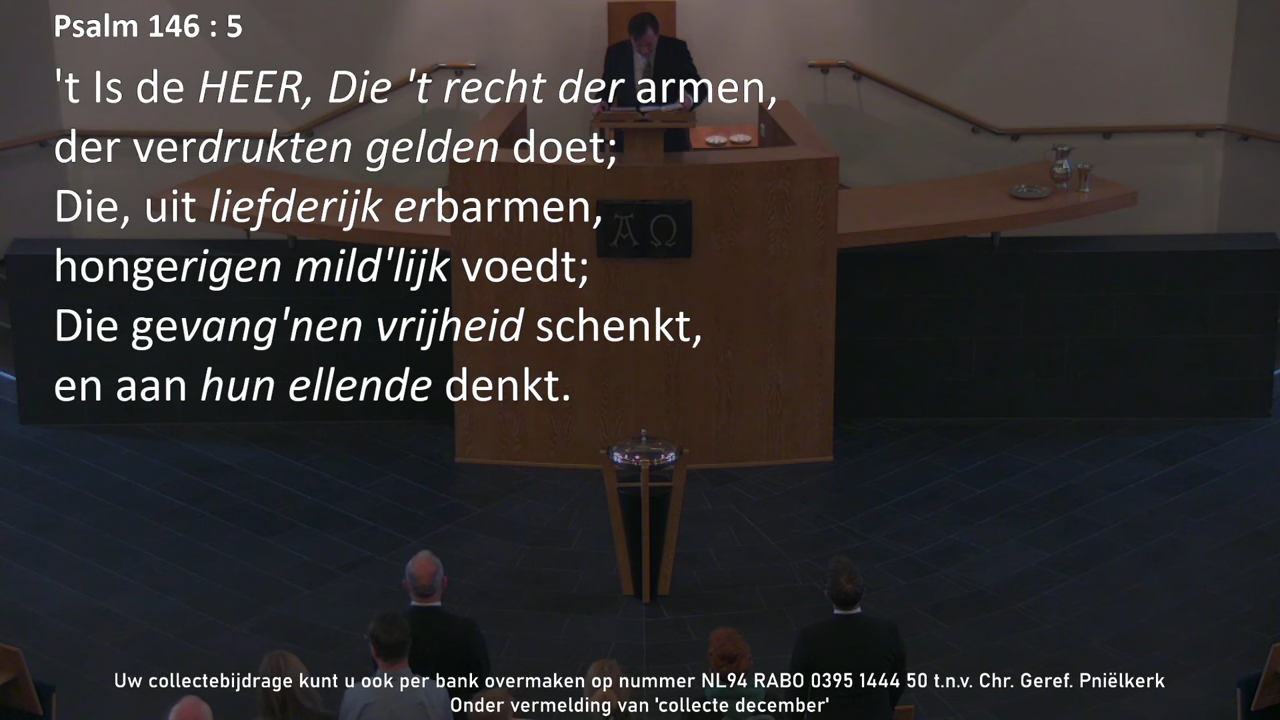 Psalm 146 : 5
't Is de HEER, Die 't recht der armen,
der verdrukten gelden doet;
Die, uit liefderijk erbarmen,
hongerigen mild'lijk voedt;
Die gevang'nen vrijheid schenkt,
en aan hun ellende denkt.
Α Ω
Uw collectebijdrage kunt u ook per bank overmaken op nummer NL94 RABO 0395 1444 50 t.n.v. Chr. Geref. Pniëlkerk
Onder vermelding van 'collecte december'